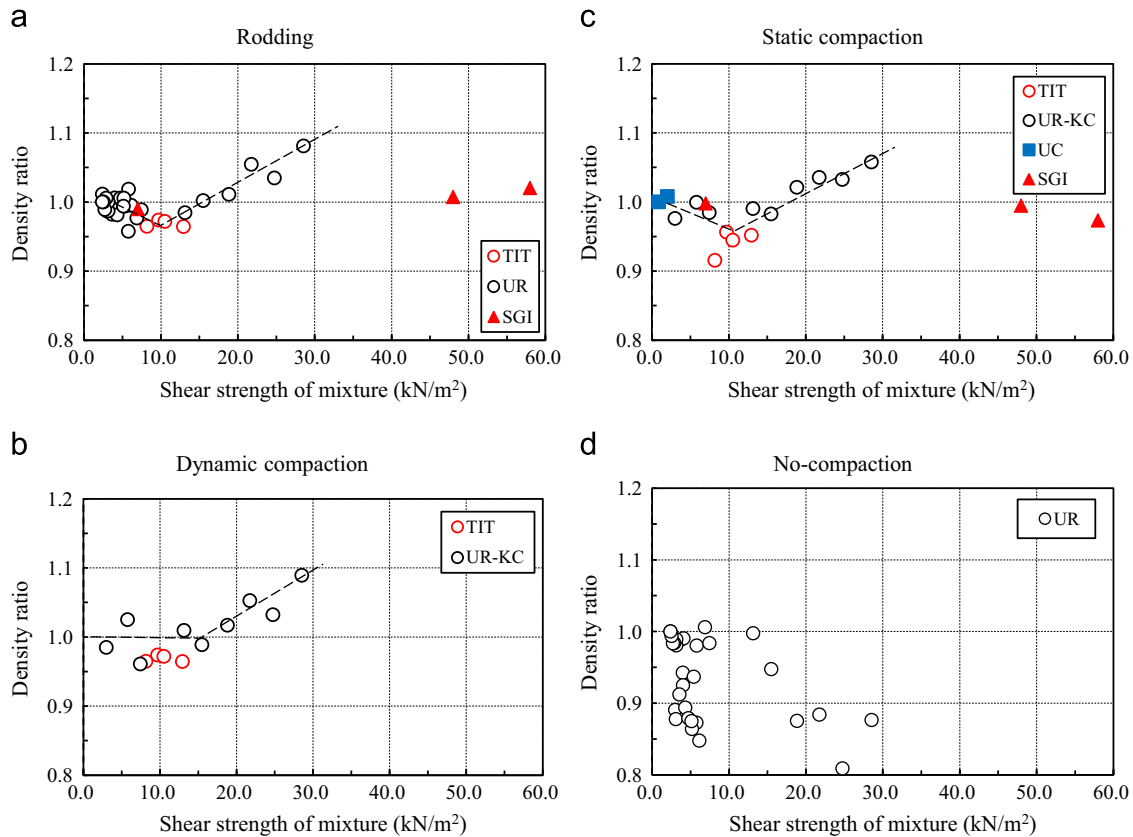 a
Rodding
1.2
1.1
1.0
0.9
0.8
Density ratio
TIT
UR
SGI
0.0 10.0 20.0 30.0 40.0 50.0 60.0
Shear strength of mixture (kN/m²)
c
Static compaction
1.2
1.1
1.0
0.9
0.8
Density ratio
TIT
UR-KC
UC
SGI
0.0 10.0 20.0 30.0 40.0 50.0 60.0
Shear strength of mixture (kN/m²)
b
Dynamic compaction
1.2
1.1
1.0
0.9
0.8
Density ratio
TIT
UR-KC
0.0 10.0 20.0 30.0 40.0 50.0 60.0
Shear strength of mixture (kN/m²)
d
No-compaction
1.2
1.1
1.0
0.9
0.8
Density ratio
UR
0.0 10.0 20.0 30.0 40.0 50.0 60.0
Shear strength of mixture (kN/m²)